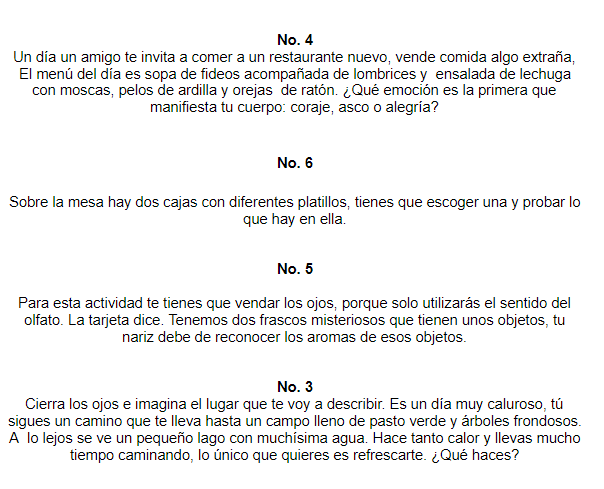 No. 4
Un día un amigo te invita a comer a un restaurante nuevo, vende comida algo extraña,
El menú del día es sopa de fideos acompañada de lombrices y  ensalada de lechuga
con moscas, pelos de ardilla y orejas  de ratón. ¿Qué emoción es la primera que
manifiesta tu cuerpo: coraje, asco o alegría?
No. 6
Sobre la mesa hay dos cajas con diferentes platillos, tienes que escoger una y probar lo
que hay en ella.
No. 5
Para esta actividad te tienes que vendar los ojos, porque solo utilizarás el sentido del
olfato. La tarjeta dice. Tenemos dos frascos misteriosos que tienen unos objetos, tu
nariz debe de reconocer los aromas de esos objetos.
No. 3
Cierra los ojos e imagina el lugar que te voy a describir. Es un día muy caluroso, tú
sigues un camino que te lleva hasta un campo lleno de pasto verde y árboles frondosos.
A  lo lejos se ve un pequeño lago con muchísima agua. Hace tanto calor y llevas mucho
tiempo caminando, lo único que quieres es refrescarte. ¿Qué haces?